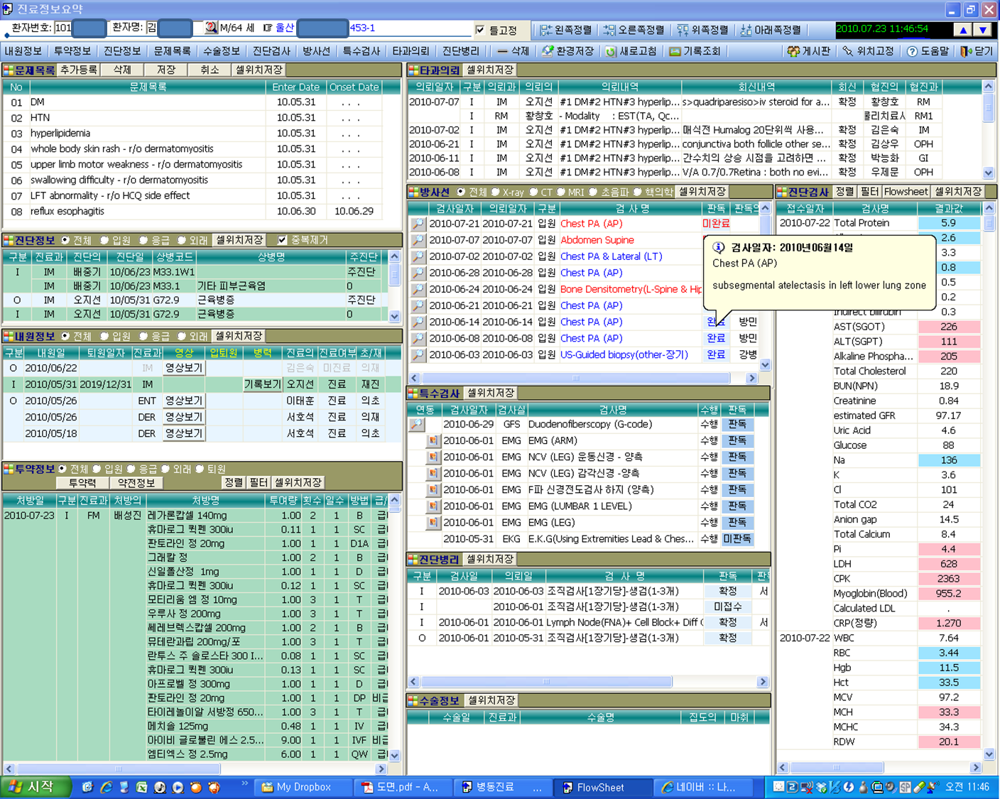 진료정보요약
환자번호: 101 환자명: 김 M/64 세 울산 453-1 틀고정 왼쪽정렬 오른쪽정렬 위쪽정렬 아래쪽정렬 2010.07.23 11:46:54
내원정보 투약정보 진단정보 문제목록 수술정보 진단검사 방사선 특수검사 타과의뢰 진단병리 삭제 환경저장 새로고침 기록조회 게시판 위치고정 도움말 닫기
문제목록 추가등록 삭제 저장 취소 셀위치저장
No 문제목록 Enter Date Onset Date
01 DM 10.05.31 . . .
02 HTN 10.05.31 . . .
03 hyperlipidemia 10.05.31 . . .
04 whole body skin rash - r/o dermatomyositis 10.05.31 . . .
05 upper limb motor weakness - r/o dermatomyositis 10.05.31 . . .
06 swallowing difficulty - r/o dermatomyositis 10.05.31 . . .
07 LFT abnormality - r/o HCQ side effect 10.05.31 . . .
08 reflux esophagitis 10.06.30 10.06.29
진단정보 전체 입원 응급 외래 셀위치저장 중복제거
구분 진료과 진단의 진단일 상병코드 상병명 주진단
I IM 배중기 10/06/23 M33.1W1 주진단
IM 배중기 10/06/23 M33.1 기타 피부근육염 0
O IM 오지선 10/05/31 G72.9 근육병증 주진단
I IM 오지선 10/05/31 G72.9 근육병증 0
내원정보 전체 입원 응급 외래 셀위치저장
구분 내원일 퇴원일자 진료과 영상 입퇴원 병력 진료의 진료여부 초/재
O 2010/06/22 IM 영상보기 김은숙 미진료 의재
I 2010/05/31 2019/12/31 IM 기록보기 오지선 진료 재진
O 2010/05/26 ENT 영상보기 이태훈 진료 의초
2010/05/26 DER 영상보기 서호석 진료 의재
2010/05/18 DER 영상보기 서호석 진료 의초
투약정보 전체 입원 응급 외래 퇴원
투약력 약전정보 정렬 필터 셀위치저장
처방일 구분 진료과 처방의 처방명 투여량 횟수 일수 방법 급/
2010-07-23 I FM 배성진 레가론캅셀 140mg 1.00 2 1 B 급
휴마로그 퀵펜 300iu 0.11 1 1 SC 급
판토라인 정 20mg 1.00 1 1 D1A 급
그래칼 정 1.00 2 1 B 급
신일폴산정 1mg 1.00 1 1 D 급
휴마로그 퀵펜 300iu 0.12 1 1 SC 급
모티리움 엠 정 10mg 1.00 3 1 T 급
우루사 정 200mg 1.00 3 1 T 급
쎄레브렉스캅셀 200mg 1.00 2 1 B 급
뮤테란과립 200mg/포 1.00 3 1 T 급
란투스 주 솔로스타 300 I... 0.08 1 1 SC 급
휴마로그 퀵펜 300iu 0.13 1 1 SC 급
아프로벨 정 300mg 1.00 1 1 D 급
판토라인 정 20mg 1.00 1 1 DP 비급
타이레놀이알 서방정 650... 1.00 3 1 T 급
메치솔 125mg 0.48 1 1 IV 급
아이비 글로불린 에스 2.5... 9.00 1 1 IVF 비급
엠티엑스 정 2.5mg 6.00 1 1 QW 급
타과의뢰 셀위치저장
의뢰일자 구분 의뢰과 의뢰의 의뢰내역 회신내역 회신 협진의 협진과
2010-07-07 I IM 오지선 #1 DM#2 HTN#3 hyperlip... s>quadriparesiso>iv steroid for a... 확정 황창호 RM
I RM 황창호 - Modality : EST(TA, Qc... 물리치료사 RM1
2010-07-02 I IM 오지선 #1 DM#2 HTN#3 hyperlip... 매식전 Humalog 20단위씩 사용... 확정 김은숙 IM
2010-06-21 I IM 오지선 #1 DM#2 HTN#3 hyperlip... conjunctiva both follicle other se... 확정 김상우 OPH
2010-06-11 I IM 오지선 #1 DM#2 HTN#3 hyperlip... 간수치의 상승 시점을 고려하면 ... 확정 박능화 GI
2010-06-08 I IM 오지선 #1 DM#2 HTN#3 hyperlip... V/A 0.7/0.7Retina : both no evi... 확정 우제문 OPH
방사선 전체 X-ray CT MRI 초음파 핵의학 셀위치저장
검사일자 의뢰일자 구분 검 사 명 판독 판독의
2010-07-21 2010-07-21 입원 Chest PA (AP) 미완료
2010-07-07 2010-07-07 입원 Abdomen Supine
2010-07-02 2010-07-02 입원 Chest PA & Lateral (LT)
2010-06-28 2010-06-28 입원 Chest PA (AP)
2010-06-24 2010-06-24 입원 Bone Densitometry(L-Spine & Hip
2010-06-21 2010-06-21 입원 Chest PA (AP)
2010-06-14 2010-06-14 입원 Chest PA (AP) 완료 방민
2010-06-08 2010-06-08 입원 Chest PA (AP) 완료 방민
2010-06-03 2010-06-03 입원 US-Guided biopsy(other-장기) 완료 강병
검사일자: 2010년06월14일
Chest PA (AP)
subsegmental atelectasis in left lower lung zone
특수검사 셀위치저장
연동 검사일자 검사실 검사명 수행 판독
2010-06-29 GFS Duodenofiberscopy (G-code) 수행 판독
2010-06-01 EMG EMG (ARM) 수행 판독
2010-06-01 EMG NCV (LEG) 운동신경 - 양측 수행 판독
2010-06-01 EMG NCV (LEG) 감각신경 -양측 수행 판독
2010-06-01 EMG F파 신경전도검사 하지 (양측) 수행 판독
2010-06-01 EMG EMG (LUMBAR 1 LEVEL) 수행 판독
2010-06-01 EMG EMG (LEG) 수행 판독
2010-05-31 EKG E.K.G(Using Extremities Lead & Ches... 수행 미판독
진단병리 셀위치저장
구분 검사일 의뢰일 검 사 명 판독 판
I 2010-06-03 2010-06-03 조직검사[1장기당]-생검(1-3개) 확정 서
I 2010-06-01 조직검사[1장기당]-생검(1-3개) 미접수
I 2010-06-01 2010-06-01 Lymph Node(FNA)+ Cell Block+ Diff 확정 서
O 2010-06-01 2010-05-31 조직검사[1장기당]-생검(1-3개) 확정
수술정보 셀위치저장
수술일 진료과 수술명 집도의 마취
진단검사 정렬 필터 Flowsheet 셀위치저장
접수일자 검사명 결과값
2010-07-22 Total Protein 5.9
2.6
3.3
0.8
0.5
0.2
Indirect bilirubin 0.3
AST(SGOT) 226
ALT(SGPT) 111
Alkaline Phospha... 205
Total Cholesterol 220
BUN(NPN) 18.9
Creatinine 0.84
estimated GFR 97.17
Uric Acid 4.6
Glucose 88
Na 136
K 3.6
Cl 101
Total CO2 24
Anion gap 14.5
Total Calcium 8.4
Pi 4.4
LDH 628
CPK 2363
Myoglobin(Blood) 955.2
Calculated LDL .
CRP(정량) 1.270
2010-07-22 WBC 7.64
RBC 3.44
Hgb 11.5
Hct 33.5
MCV 97.2
MCH 33.3
MCHC 34.3
RDW 20.1
시작 My Dropbox 도면.pdf - A... 병동진료 ... FlowSheet 네이버 :: 나... 오전 11:46